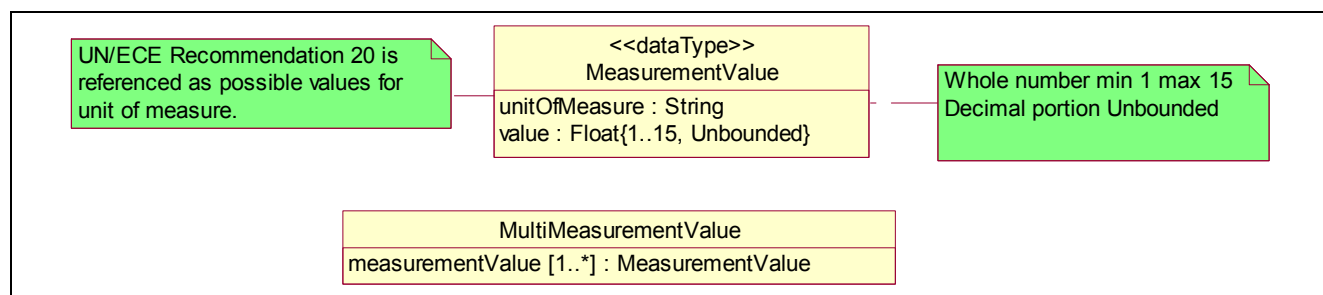 UN/ECE Recommendation 20 is
referenced as possible values for
unit of measure.
<<dataType>>
MeasurementValue
unitOfMeasure : String
value : Float{1..15, Unbounded}
Whole number min 1 max 15
Decimal portion Unbounded
MultiMeasurementValue
measurementValue [1..*] : MeasurementValue